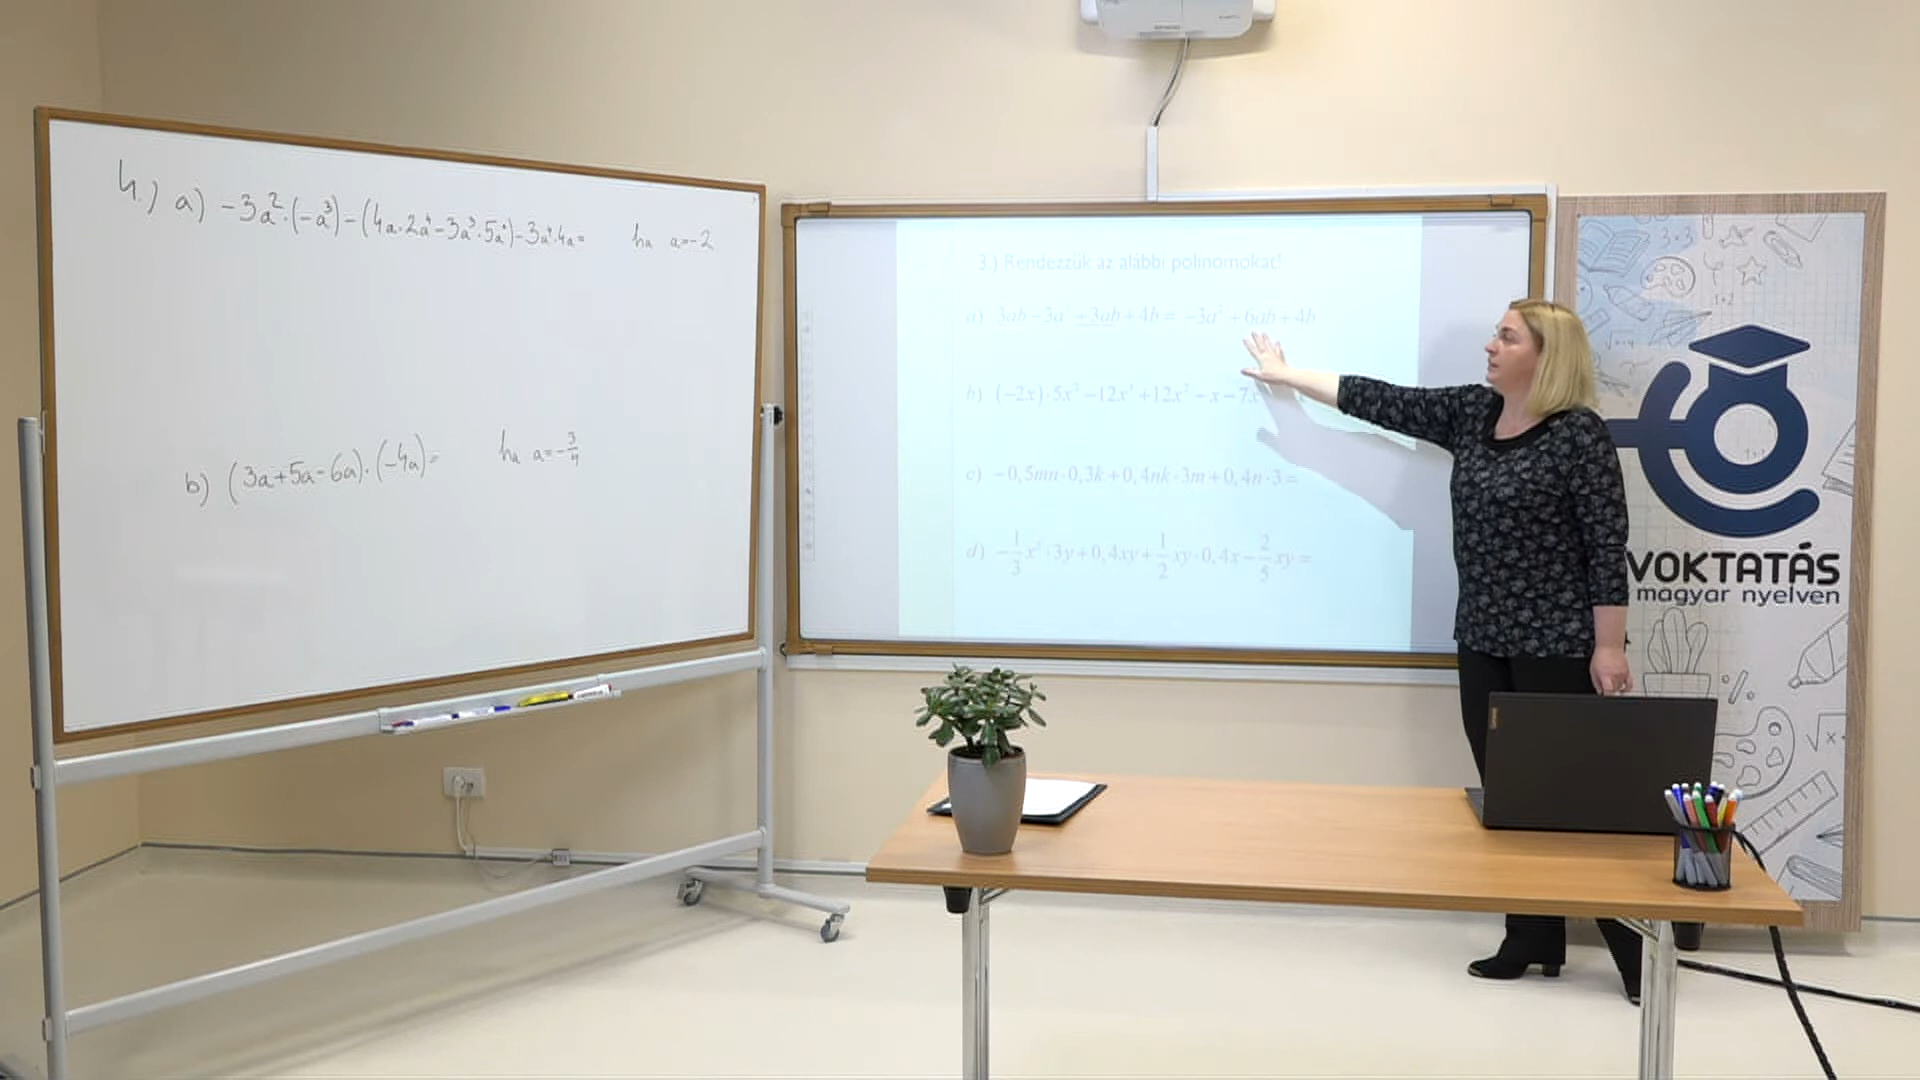 4.) a) -3a²·(-a³)-(4a·2a⁴-3a³·5a²)-3a⁴·4a= ha a=-2
b) (3a+5a-6a)·(-4a)= ha a=-3/4
3.) Rendezzük az alábbi polinomokat!
a) 3ab-3a²+3ab+4b= -3a²+6ab+4b
b) (-2x)·5x²-12x³+12x²-x-7x
c) -0,5mn·0,3k+0,4nk·3m+0,4n·3=
d) -1/3x²·3y+0,4xy+1/2xy·0,4x-2/5xy=
VOKTATÁS
magyar nyelven